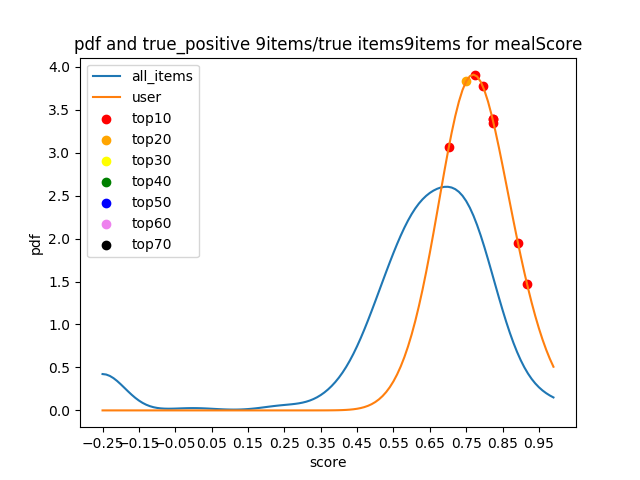 pdf and true_positive 9items/true items9items for mealScore
all_items
user
top10
top20
top30
top40
top50
top60
top70
pdf
4.0
3.5
3.0
2.5
2.0
1.5
1.0
0.5
0.0
−0.25 −0.15 −0.05 0.05 0.15 0.25 0.35 0.45 0.55 0.65 0.75 0.85 0.95
score